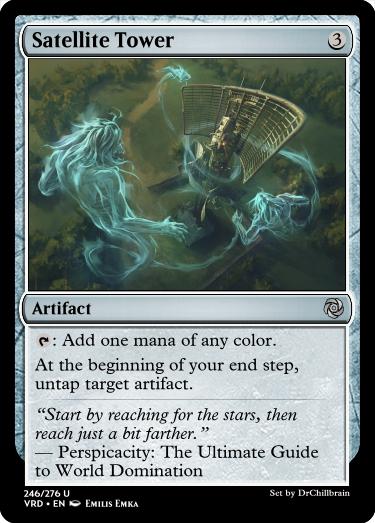 Satellite Tower 3
Artifact
: Add one mana of any color.
At the beginning of your end step,
untap target artifact.
“Start by reaching for the stars, then
reach just a bit farther.”
— Perspicacity: The Ultimate Guide
to World Domination
246/276 U
VRD • EN Emilis Emka
Set by DrChillbrain